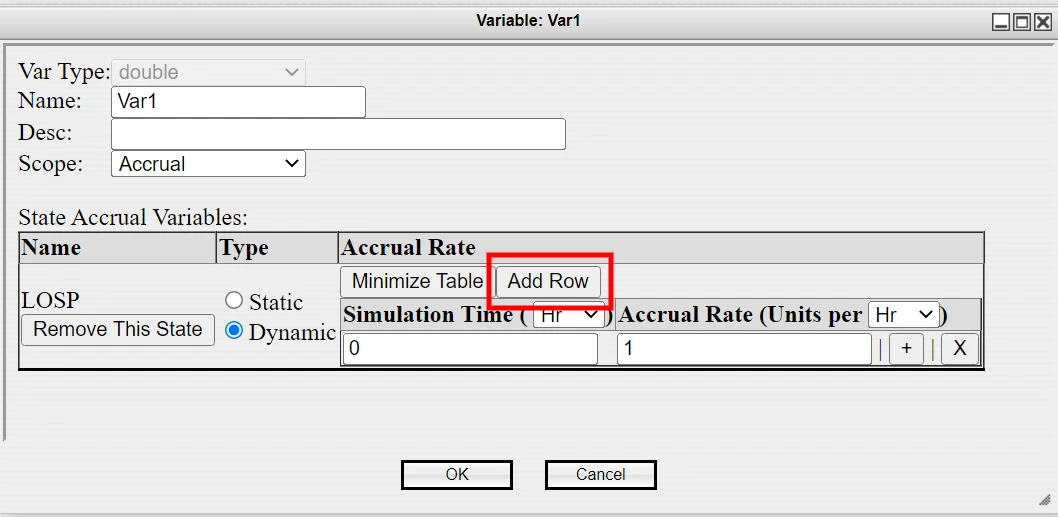 Variable: Var1
Var Type: double
Name: Var1
Desc:
Scope: Accrual
State Accrual Variables:
Name Type Accrual Rate
Minimize Table Add Row
LOSP
Remove This State
Static
Dynamic
Simulation Time ( Hr ) Accrual Rate (Units per Hr )
0 1 | + | X
OK Cancel